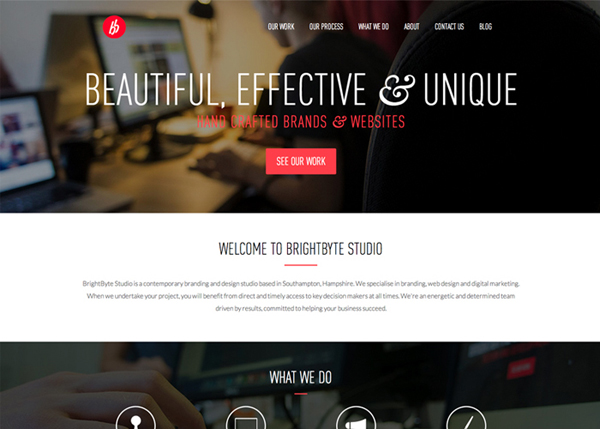 bb
OUR WORK OUR PROCESS WHAT WE DO ABOUT CONTACT US BLOG
BEAUTIFUL, EFFECTIVE & UNIQUE
HAND CRAFTED BRANDS & WEBSITES
SEE OUR WORK
WELCOME TO BRIGHTBYTE STUDIO
BrightByte Studio is a contemporary branding and design studio based in Southampton, Hampshire. We specialise in branding, web design and digital marketing.
When we undertake your project, you will benefit from direct and timely access to key decision makers at all times. We're an energetic and determined team
driven by results, committed to helping your business succeed.
WHAT WE DO